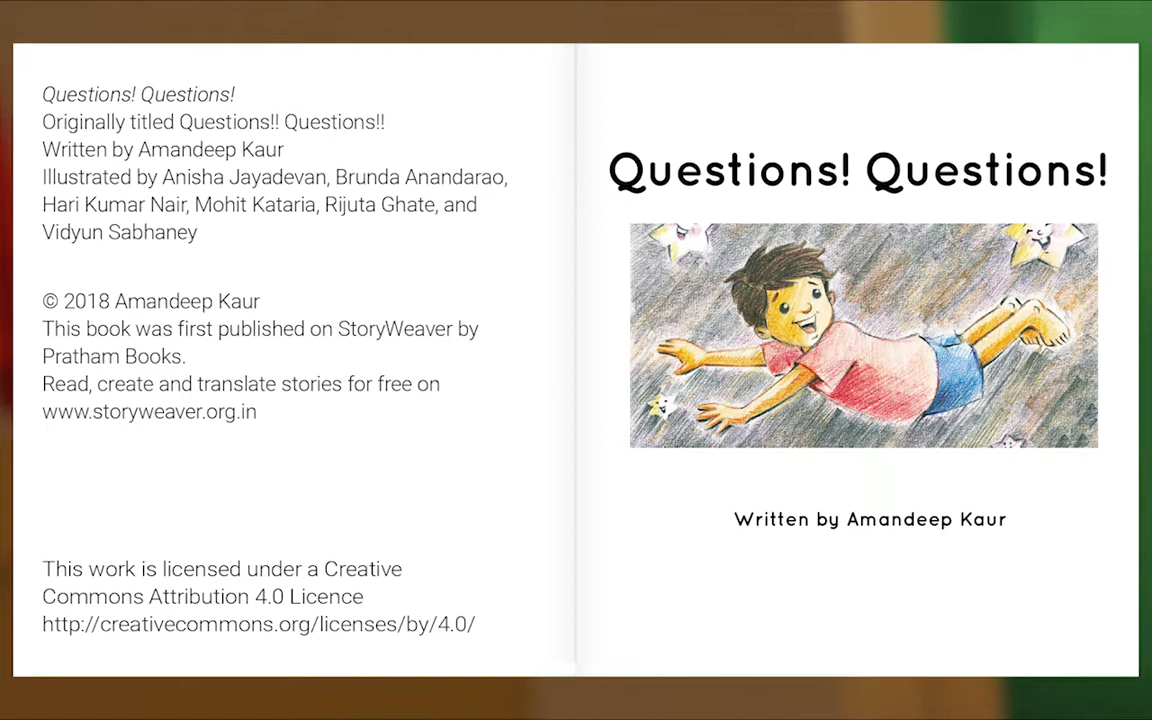 Questions! Questions!
Originally titled Questions!! Questions!!
Written by Amandeep Kaur
Illustrated by Anisha Jayadevan, Brunda Anandarao,
Hari Kumar Nair, Mohit Kataria, Rijuta Ghate, and
Vidyun Sabhaney
© 2018 Amandeep Kaur
This book was first published on StoryWeaver by
Pratham Books.
Read, create and translate stories for free on
www.storyweaver.org.in
This work is licensed under a Creative
Commons Attribution 4.0 Licence
http://creativecommons.org/licenses/by/4.0/
Questions! Questions!
Written by Amandeep Kaur